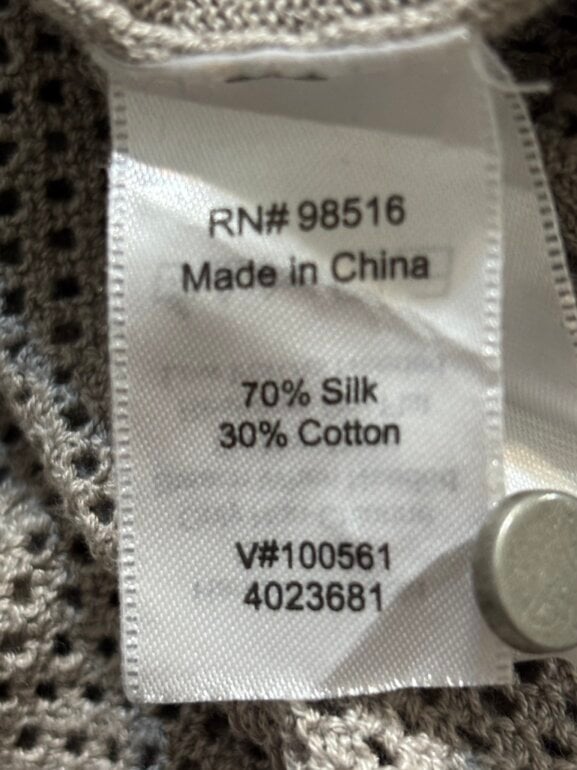 RN# 98516
Made in China
70% Silk
30% Cotton
V#100561
4023681